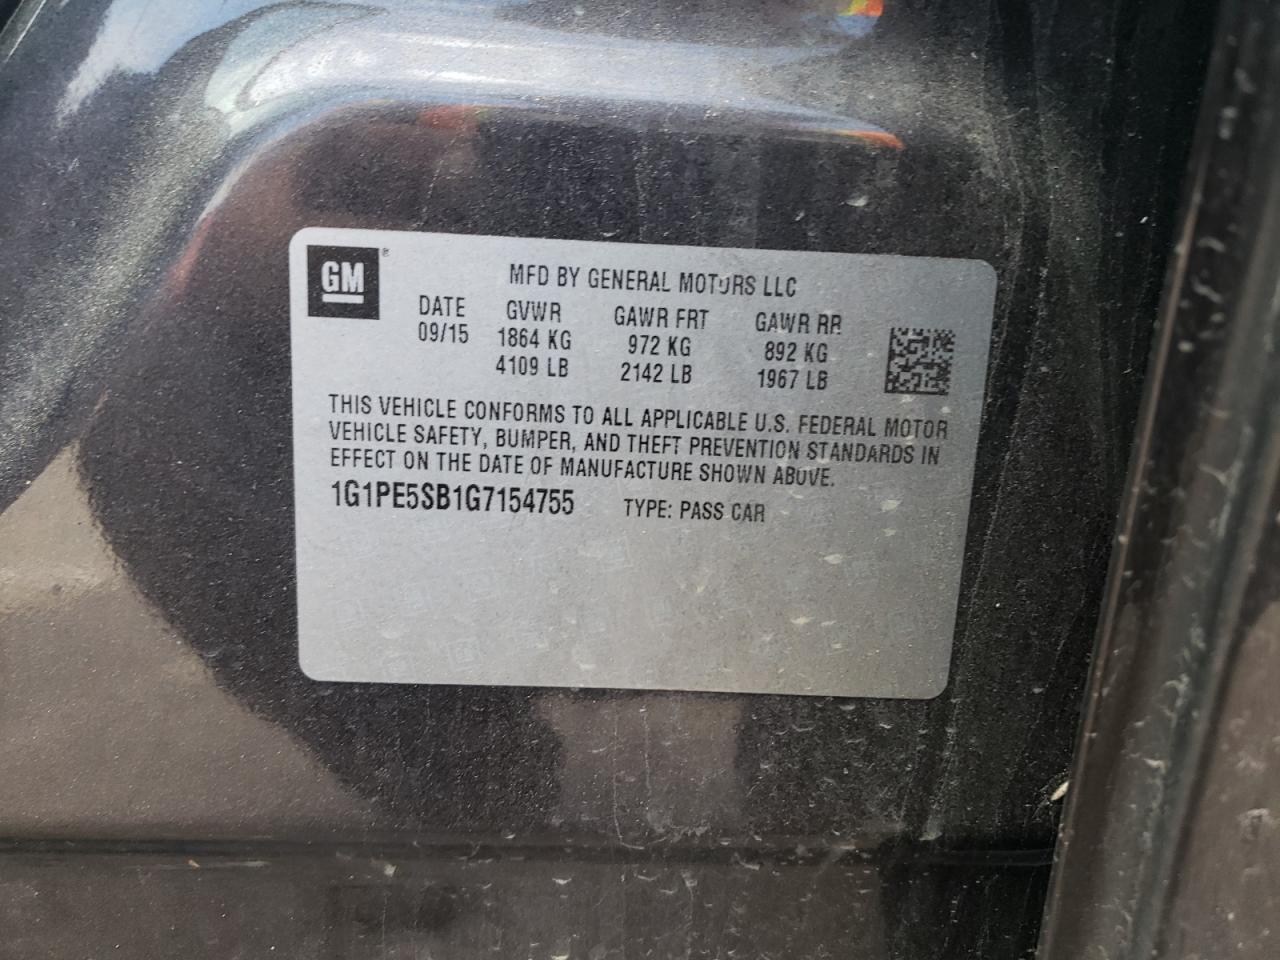 GM ®
MFD BY GENERAL MOTORS LLC
DATE GVWR GAWR FRT GAWR RR
09/15 1864 KG 972 KG 892 KG
4109 LB 2142 LB 1967 LB
THIS VEHICLE CONFORMS TO ALL APPLICABLE U.S. FEDERAL MOTOR
VEHICLE SAFETY, BUMPER, AND THEFT PREVENTION STANDARDS IN
EFFECT ON THE DATE OF MANUFACTURE SHOWN ABOVE.
1G1PE5SB1G7154755 TYPE: PASS CAR